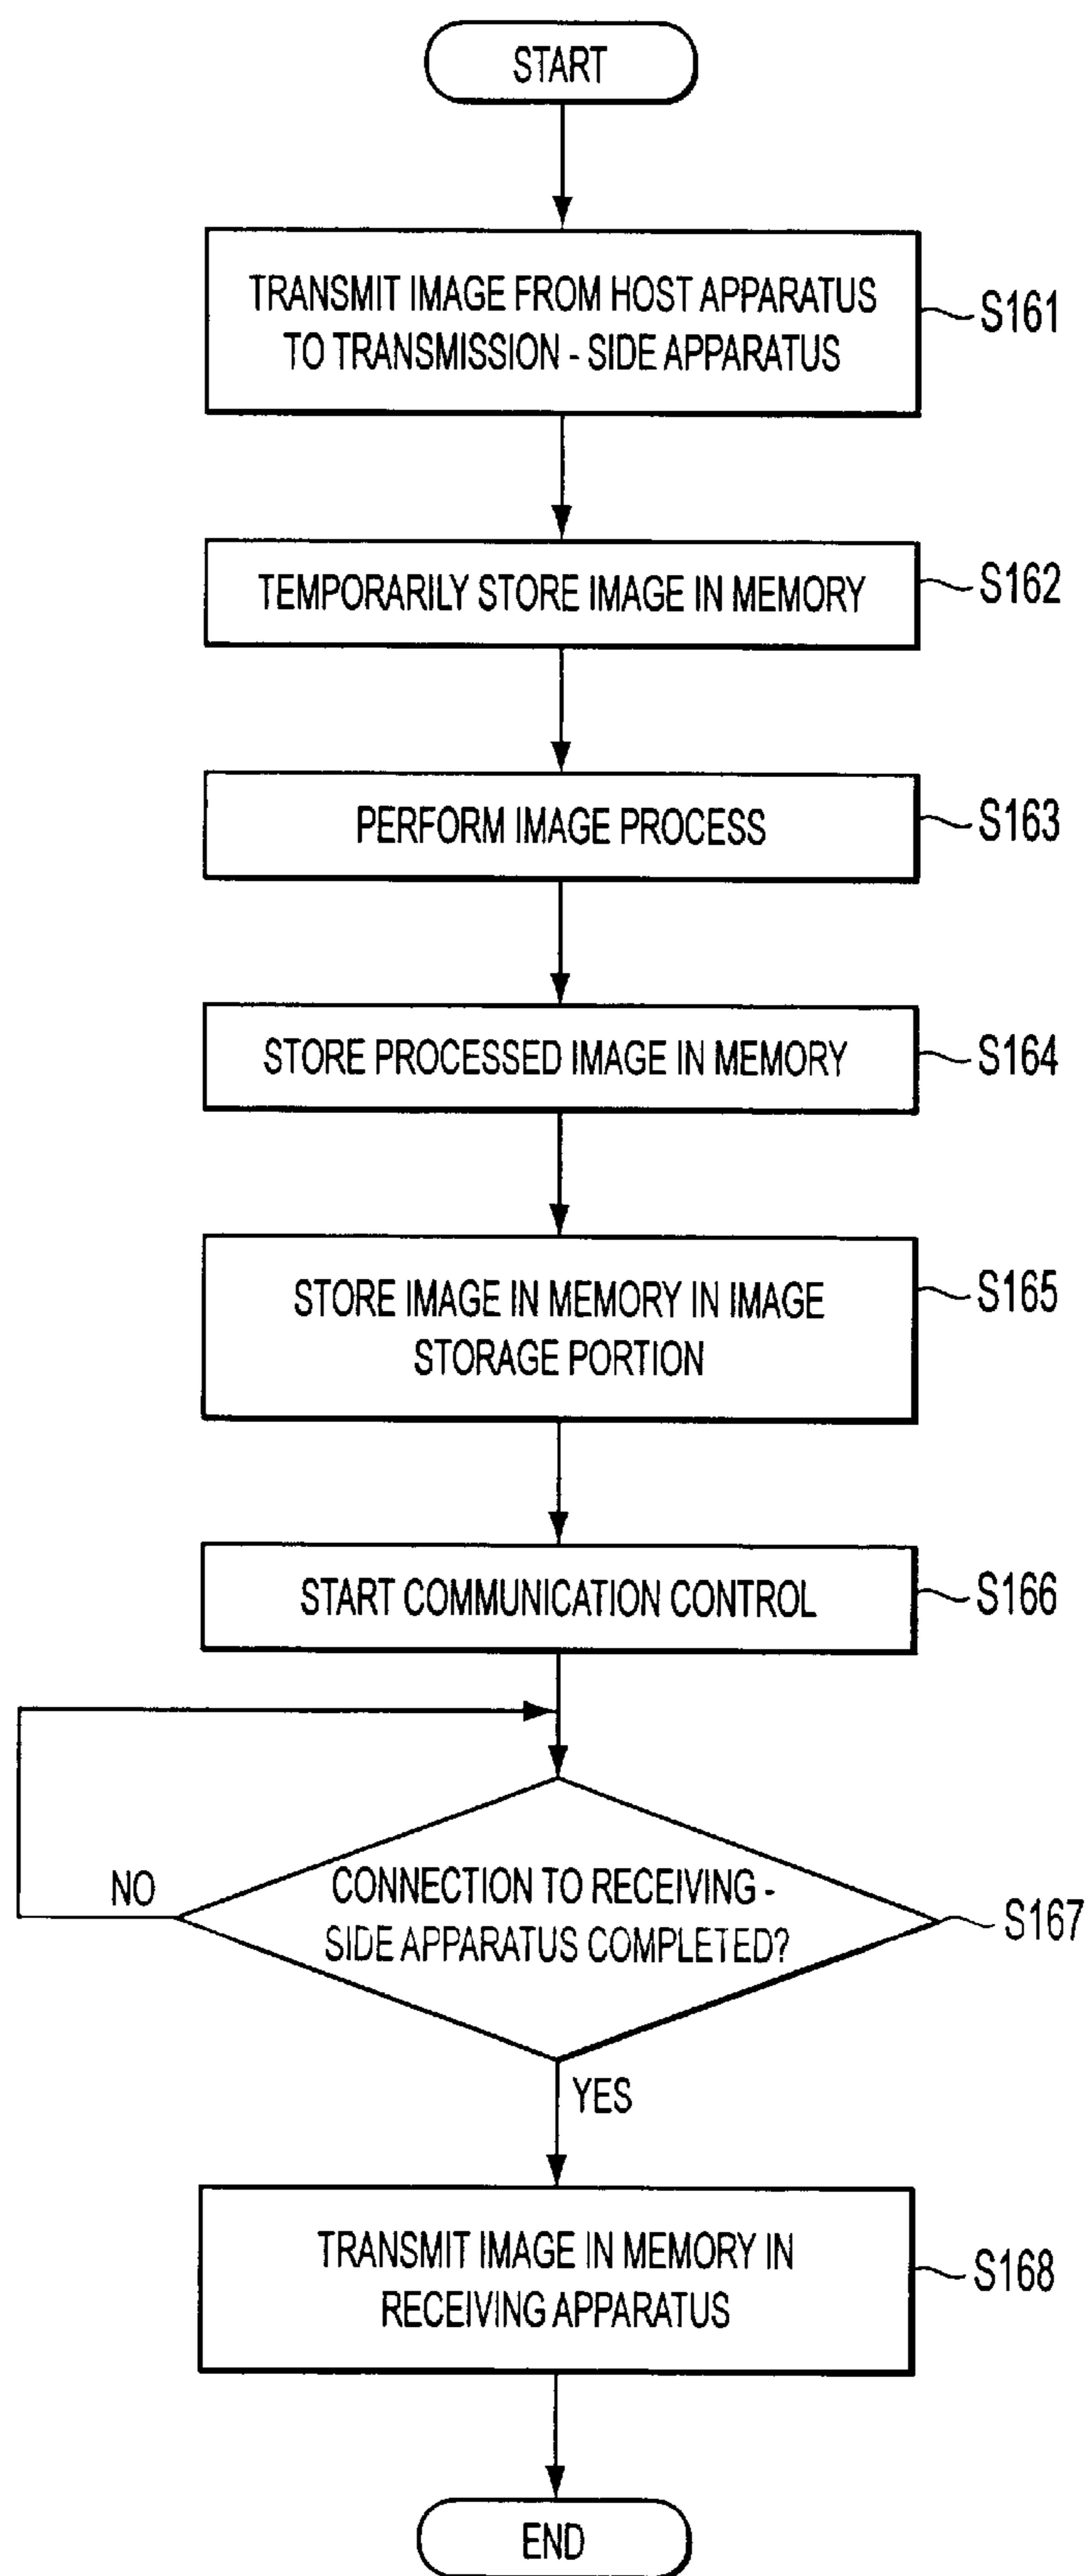 START
TRANSMIT IMAGE FROM HOST APPARATUS
TO TRANSMISSION - SIDE APPARATUS
S161
TEMPORARILY STORE IMAGE IN MEMORY
S162
PERFORM IMAGE PROCESS
S163
STORE PROCESSED IMAGE IN MEMORY
S164
STORE IMAGE IN MEMORY IN IMAGE
STORAGE PORTION
S165
START COMMUNICATION CONTROL
S166
NO
CONNECTION TO RECEIVING -
SIDE APPARATUS COMPLETED?
S167
YES
TRANSMIT IMAGE IN MEMORY IN
RECEIVING APPARATUS
S168
END